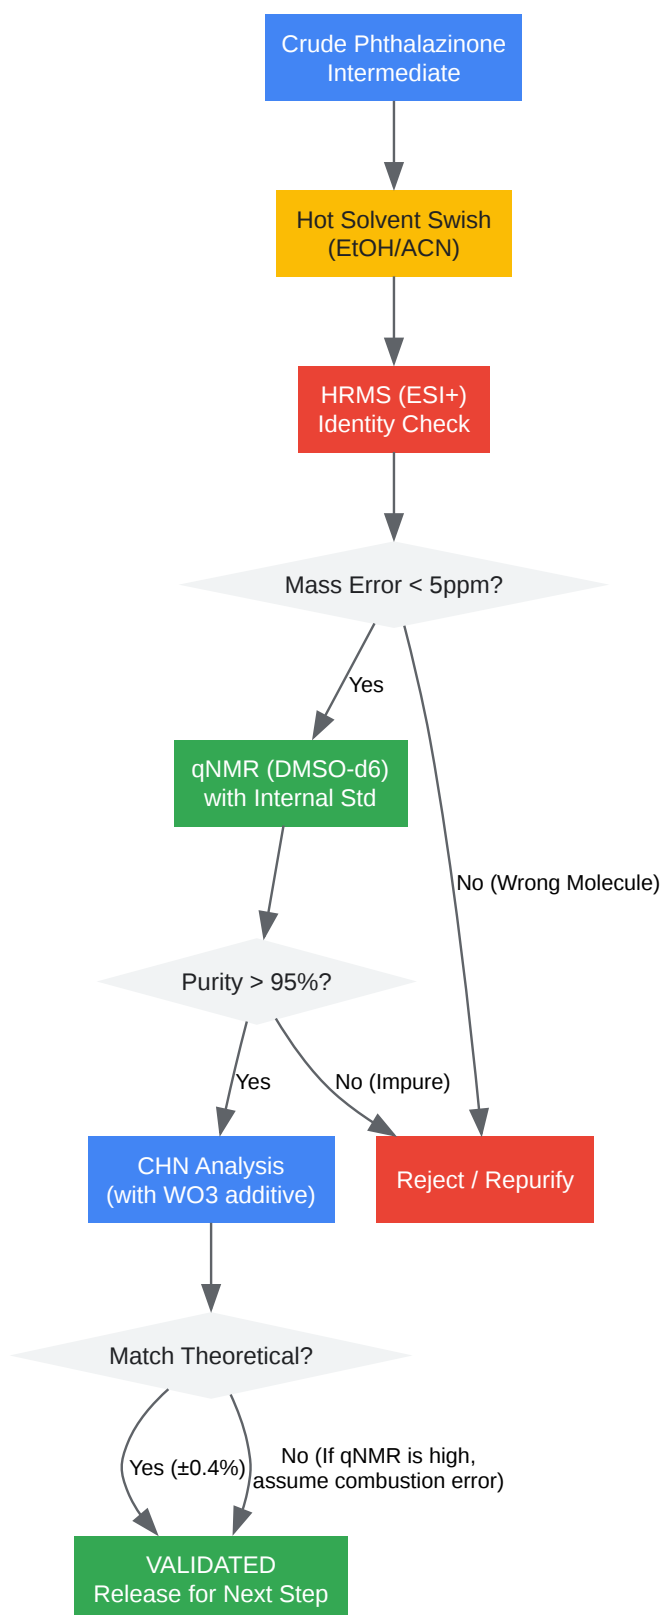 Crude Phthalazinone
Intermediate
Hot Solvent Swish
(EtOH/ACN)
HRMS (ESI+)
Identity Check
Mass Error < 5ppm?
Yes
qNMR (DMSO-d6)
with Internal Std
No (Wrong Molecule)
Purity > 95%?
Yes
No (Impure)
CHN Analysis
(with WO3 additive)
Reject / Repurify
Match Theoretical?
Yes (±0.4%)
No (If qNMR is high,
assume combustion error)
VALIDATED
Release for Next Step